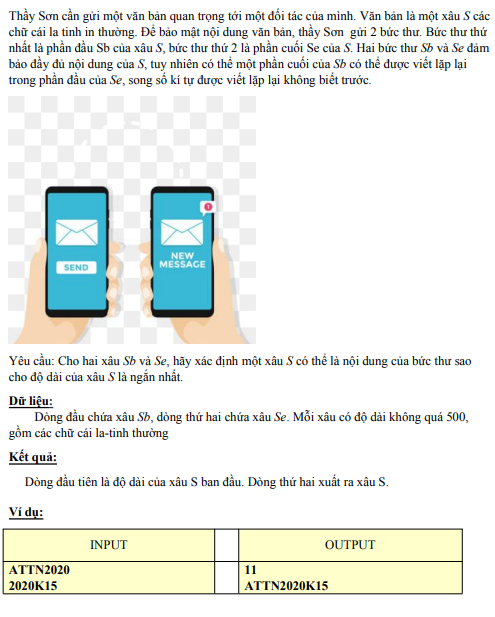 Thầy Sơn cần gửi một văn bản quan trọng tới một đối tác của mình. Văn bản là một xâu S các
chữ cái la tinh in thường. Để bảo mật nội dung văn bản, thầy Sơn gửi 2 bức thư. Bức thư thứ
nhất là phần đầu Sb của xâu S, bức thư thứ 2 là phần cuối Se của S. Hai bức thư Sb và Se đảm
bảo đầy đủ nội dung của S, tuy nhiên có thể một phần cuối của Sb có thể được viết lặp lại
trong phần đầu của Se, song số kí tự được viết lặp lại không biết trước.
SEND
1
NEW
MESSAGE
Yêu cầu: Cho hai xâu Sb và Se, hãy xác định một xâu S có thể là nội dung của bức thư sao
cho độ dài của xâu S là ngắn nhất.
Dữ liệu:
Dòng đầu chứa xâu Sb, dòng thứ hai chứa xâu Se. Mỗi xâu có độ dài không quá 500,
gồm các chữ cái la-tinh thường
Kết quả:
Dòng đầu tiên là độ dài của xâu S ban đầu. Dòng thứ hai xuất ra xâu S.
Ví dụ:
INPUT OUTPUT
ATTN2020 11
2020K15 ATTN2020K15